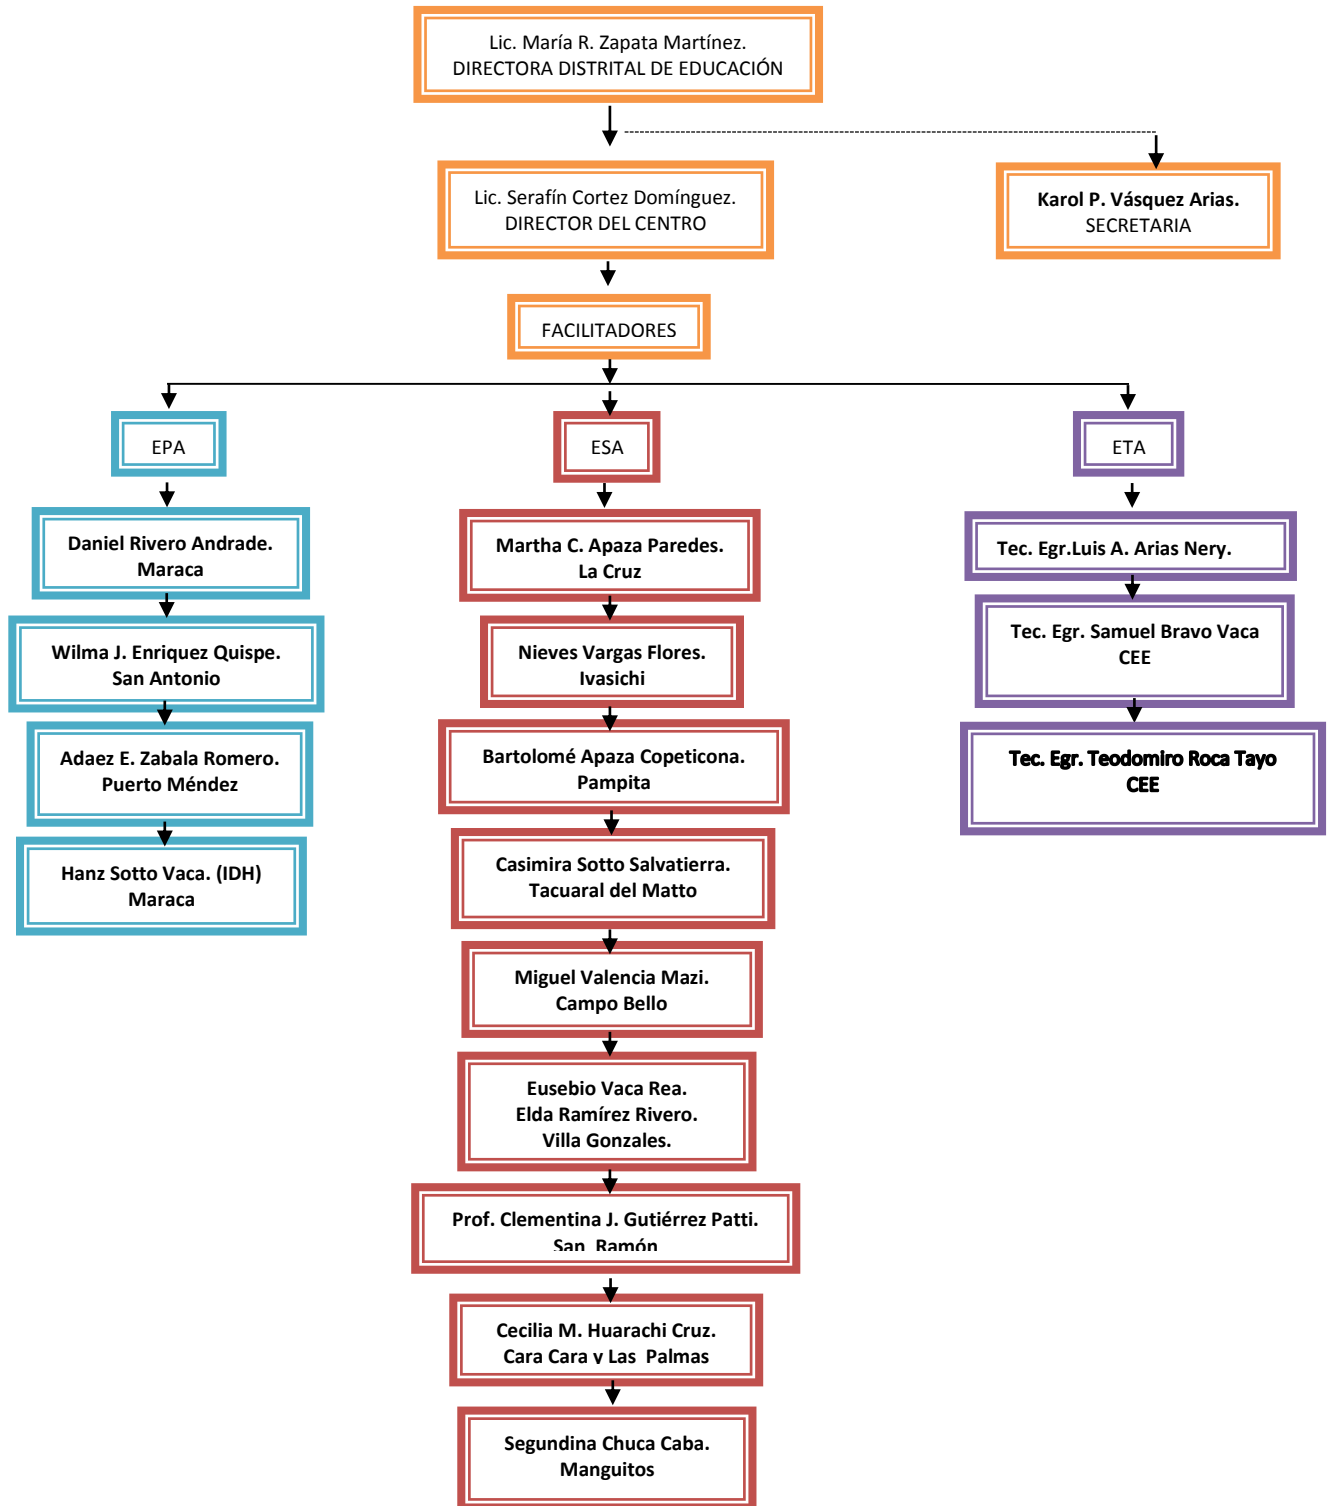 Lic. María R. Zapata Martínez.
DIRECTORA DISTRITAL DE EDUCACIÓN
Lic. Serafín Cortez Domínguez.
DIRECTOR DEL CENTRO
Karol P. Vásquez Arias.
SECRETARIA
FACILITADORES
EPA
ESA
ETA
Daniel Rivero Andrade.
Maraca
Wilma J. Enriquez Quispe.
San Antonio
Adaez E. Zabala Romero.
Puerto Méndez
Hanz Sotto Vaca. (IDH)
Maraca
Martha C. Apaza Paredes.
La Cruz
Nieves Vargas Flores.
Ivasichi
Bartolomé Apaza Copeticona.
Pampita
Casimira Sotto Salvatierra.
Tacuaral del Matto
Miguel Valencia Mazi.
Campo Bello
Eusebio Vaca Rea.
Elda Ramírez Rivero.
Villa Gonzales.
Prof. Clementina J. Gutiérrez Patti.
San Ramón
Cecilia M. Huarachi Cruz.
Cara Cara y Las Palmas
Segundina Chuca Caba.
Manguitos
Tec. Egr.Luis A. Arias Nery.
Tec. Egr. Samuel Bravo Vaca
CEE
Tec. Egr. Teodomiro Roca Tayo
CEE